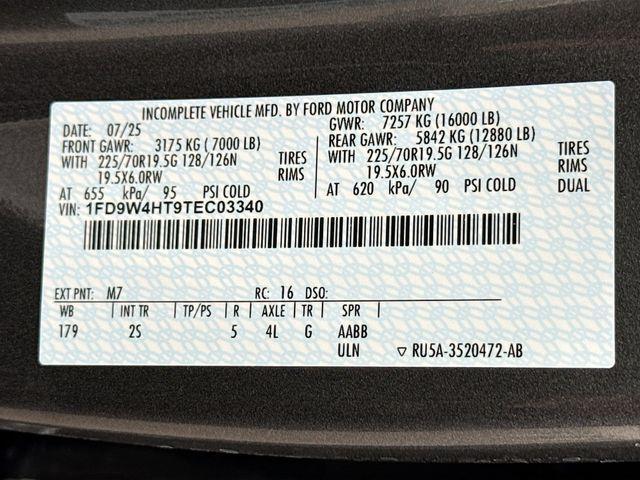 INCOMPLETE VEHICLE MFD. BY FORD MOTOR COMPANY
DATE: 07/25 GVWR: 7257 KG (16000 LB)
FRONT GAWR: 3175 KG ( 7000 LB) REAR GAWR: 5842 KG (12880 LB)
WITH 225/70R19.5G 128/126N TIRES WITH 225/70R19.5G 128/126N TIRES
19.5X6.0RW RIMS 19.5X6.0RW RIMS
AT 655 kPa/ 95 PSI COLD AT 620 kPa/ 90 PSI COLD DUAL
VIN: 1FD9W4HT9TEC03340
EXT PNT: M7 RC: 16 DSO:
WB INT TR TP/PS R AXLE TR SPR
179 2S 5 4L G AABB
ULN ▽ RU5A-3520472-AB